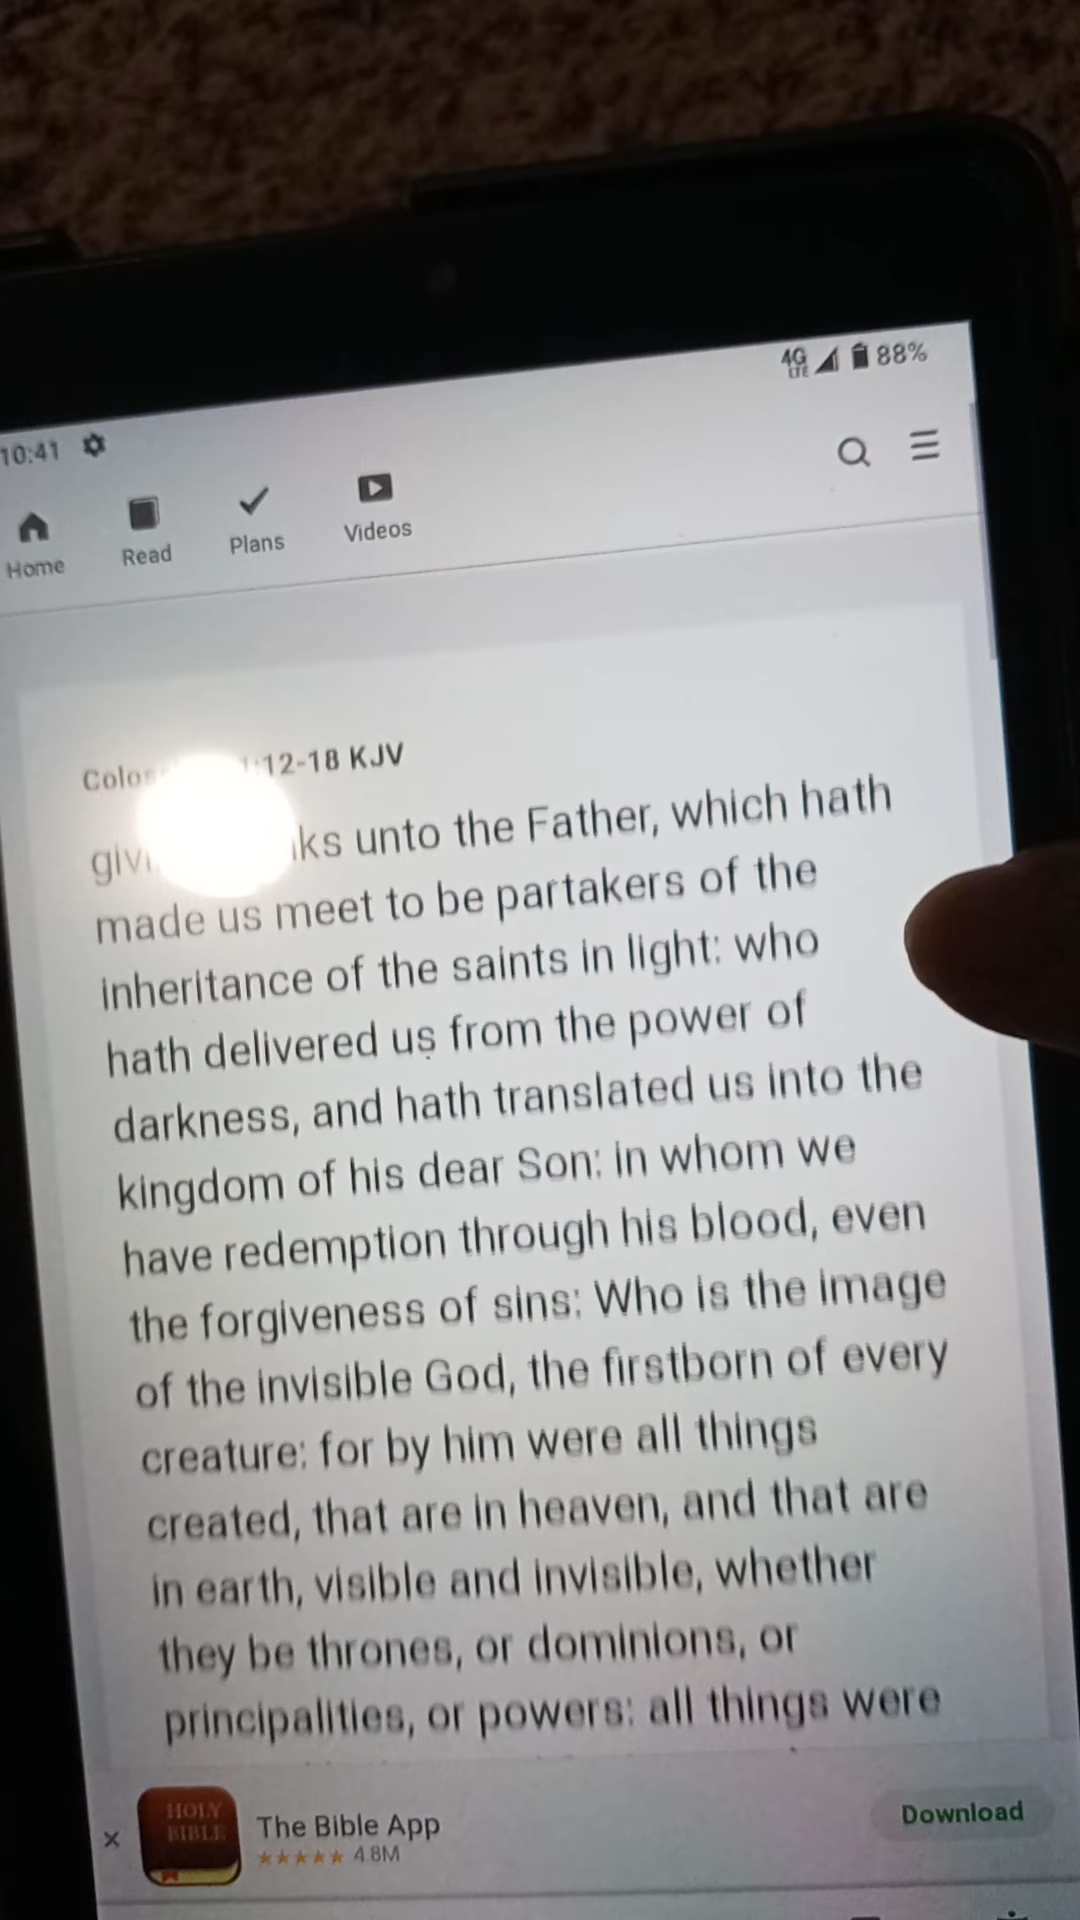 4G LTE 88%
10:41
Home Read Plans Videos
12-18 KJV
unto the Father, which hath
made us meet to be partakers of the
inheritance of the saints in light: who
hath delivered us from the power of
darkness, and hath translated us into the
kingdom of his dear Son: in whom we
have redemption through his blood, even
the forgiveness of sins: Who is the image
of the invisible God, the firstborn of every
creature: for by him were all things
created, that are in heaven, and that are
in earth, visible and invisible, whether
they be thrones, or dominions, or
principalities, or powers: all things were
HOLY
BIBLE
The Bible App
4.8M
Download